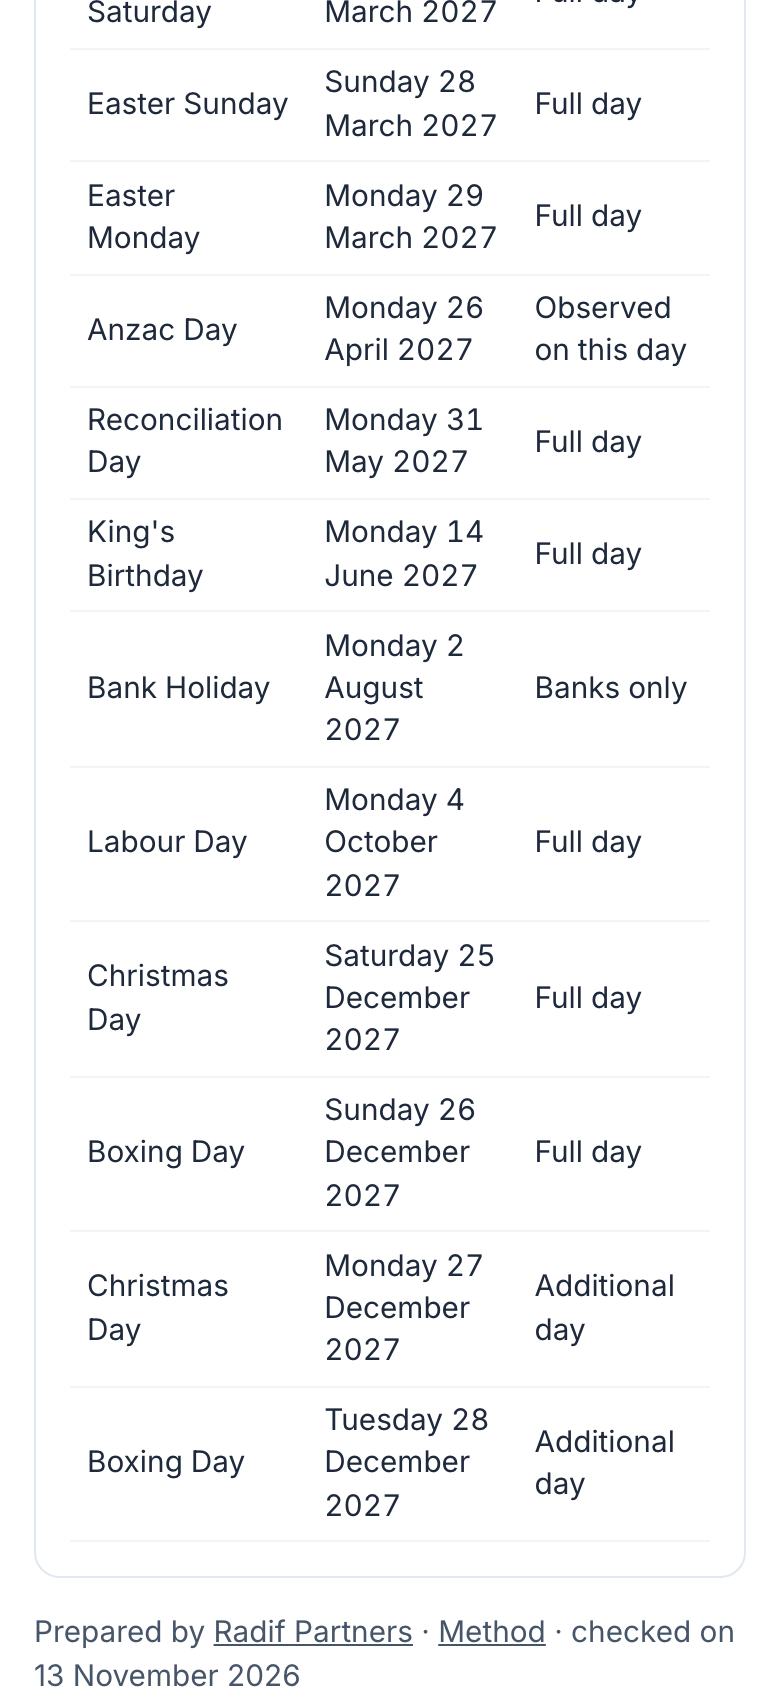 Saturday
March 2027
Full day
Easter Sunday
Sunday 28
March 2027
Full day
Easter
Monday
Monday 29
March 2027
Full day
Anzac Day
Monday 26
April 2027
Observed
on this day
Reconciliation
Day
Monday 31
May 2027
Full day
King's
Birthday
Monday 14
June 2027
Full day
Bank Holiday
Monday 2
August
2027
Banks only
Labour Day
Monday 4
October
2027
Full day
Christmas
Day
Saturday 25
December
2027
Full day
Boxing Day
Sunday 26
December
2027
Full day
Christmas
Day
Monday 27
December
2027
Additional
day
Boxing Day
Tuesday 28
December
2027
Additional
day
Prepared by Radif Partners · Method · checked on
13 November 2026